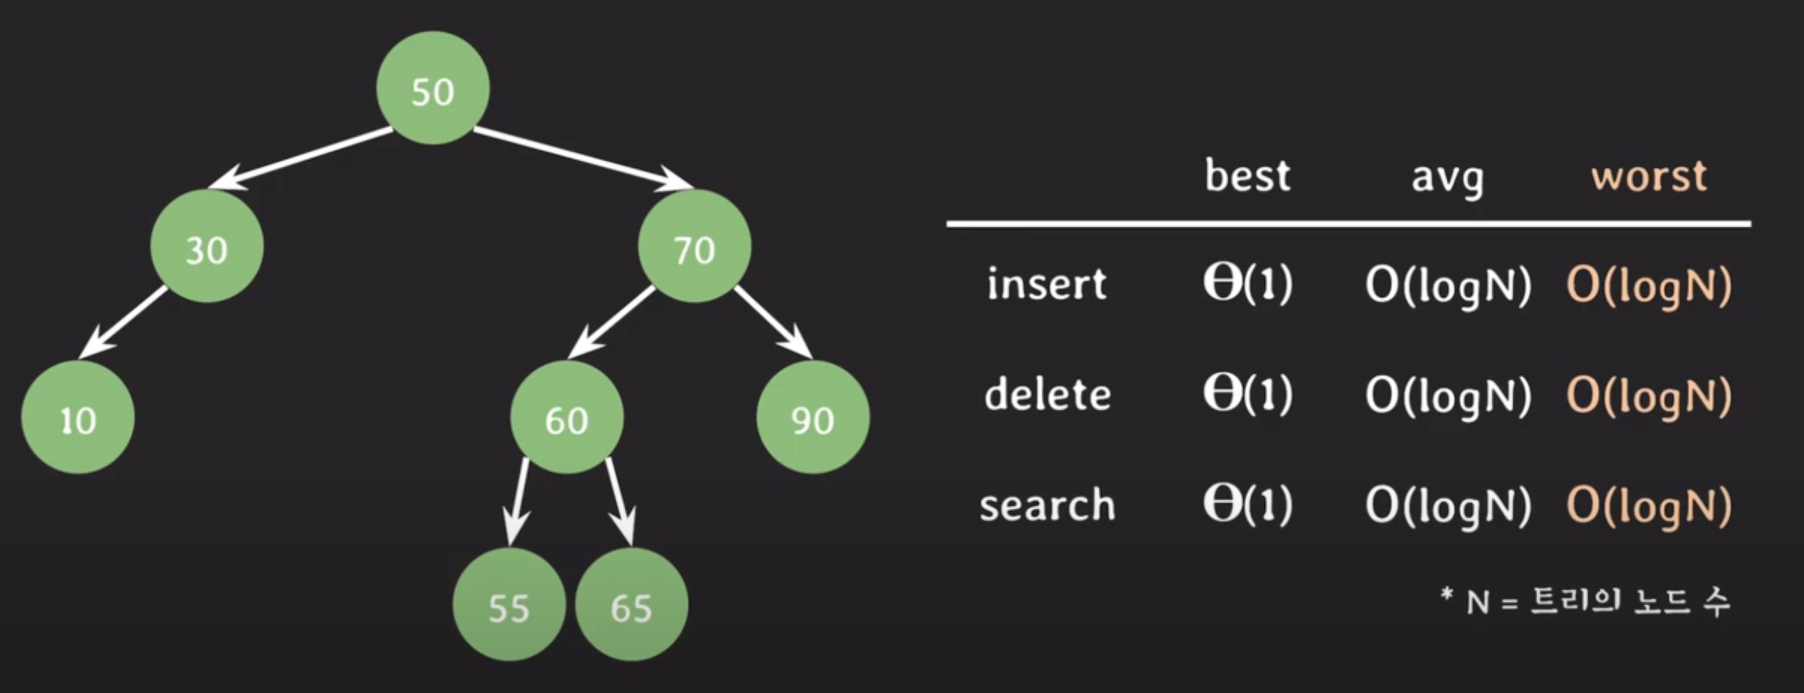 50
30
70
10
60
90
55
65
best avg worst
insert Θ(1) O(logN) O(logN)
delete Θ(1) O(logN) O(logN)
search Θ(1) O(logN) O(logN)
* N = 트리의 노드 수